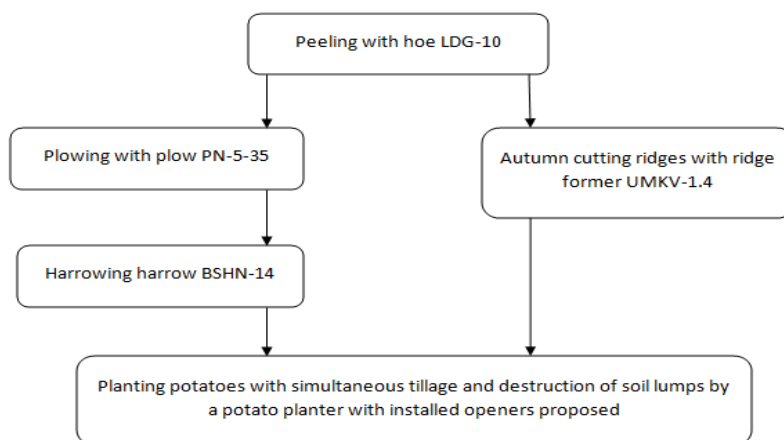 Peeling with hoe LDG-10
Plowing with plow PN-5-35
Autumn cutting ridges with ridge
former UMKV-1.4
Harrowing harrow BSHN-14
Planting potatoes with simultaneous tillage and destruction of soil lumps by
a potato planter with installed openers proposed